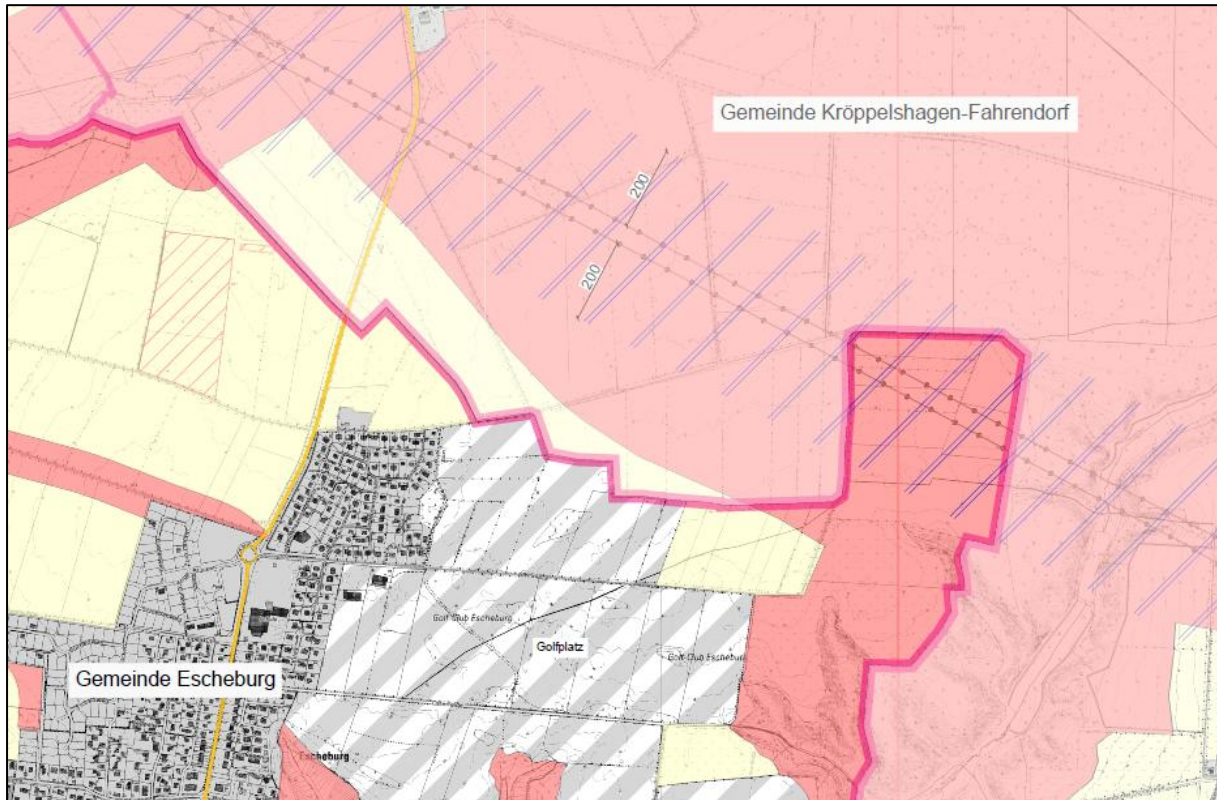 Gemeinde Kröppelshagen-Fahrendorf
200
200
Golf-Club Escheburg
Golfplatz
Golf-Club Escheburg
Gemeinde Escheburg
Escheburg